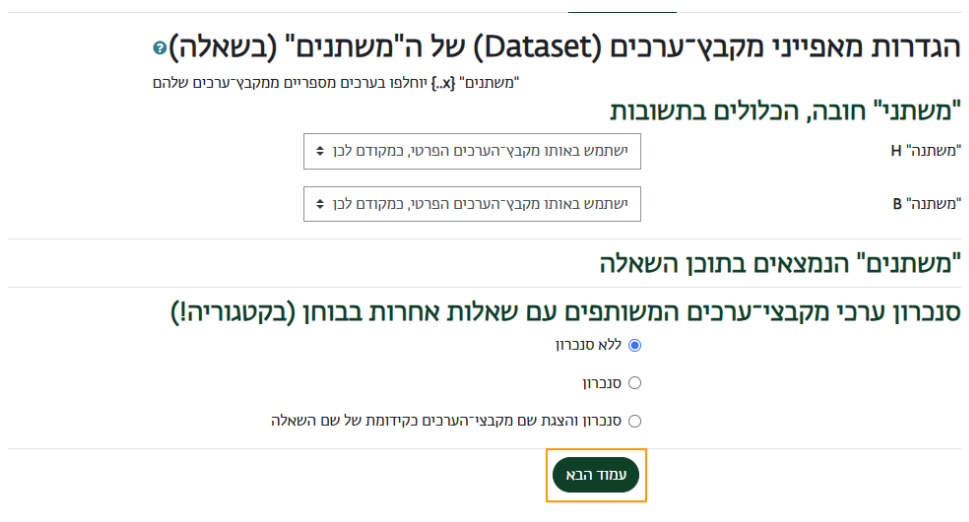 הגדרות מאפייני מקבץ־ערכים (Dataset) של ה"משתנים" (בשאלה)
"משתנים" {x..} יוחלפו בערכים מספריים ממקבץ־ערכים שלהם
"משתני" חובה, הכלולים בתשובות
"משתנה" H
ישתמש באותו מקבץ־הערכים הפרטי, כמקודם לכן
"משתנה" B
ישתמש באותו מקבץ־הערכים הפרטי, כמקודם לכן
"משתנים" הנמצאים בתוכן השאלה
סנכרון ערכי מקבצי־ערכים המשותפים עם שאלות אחרות בבוחן (בקטגוריה!)
ללא סנכרון
סנכרון
סנכרון והצגת שם מקבצי־הערכים כקידומת של שם השאלה
עמוד הבא